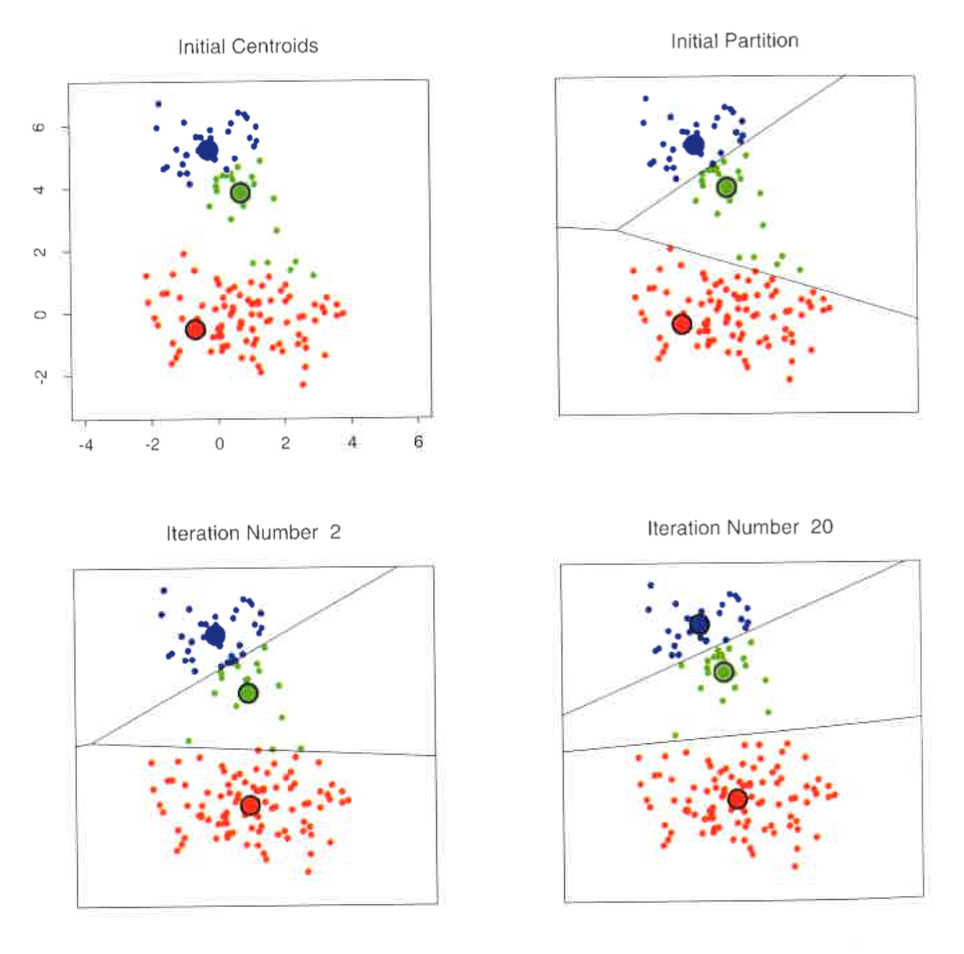 Initial Centroids
Initial Partition
6
4
2
0
-2
-4 -2 0 2 4 6
Iteration Number 2
Iteration Number 20